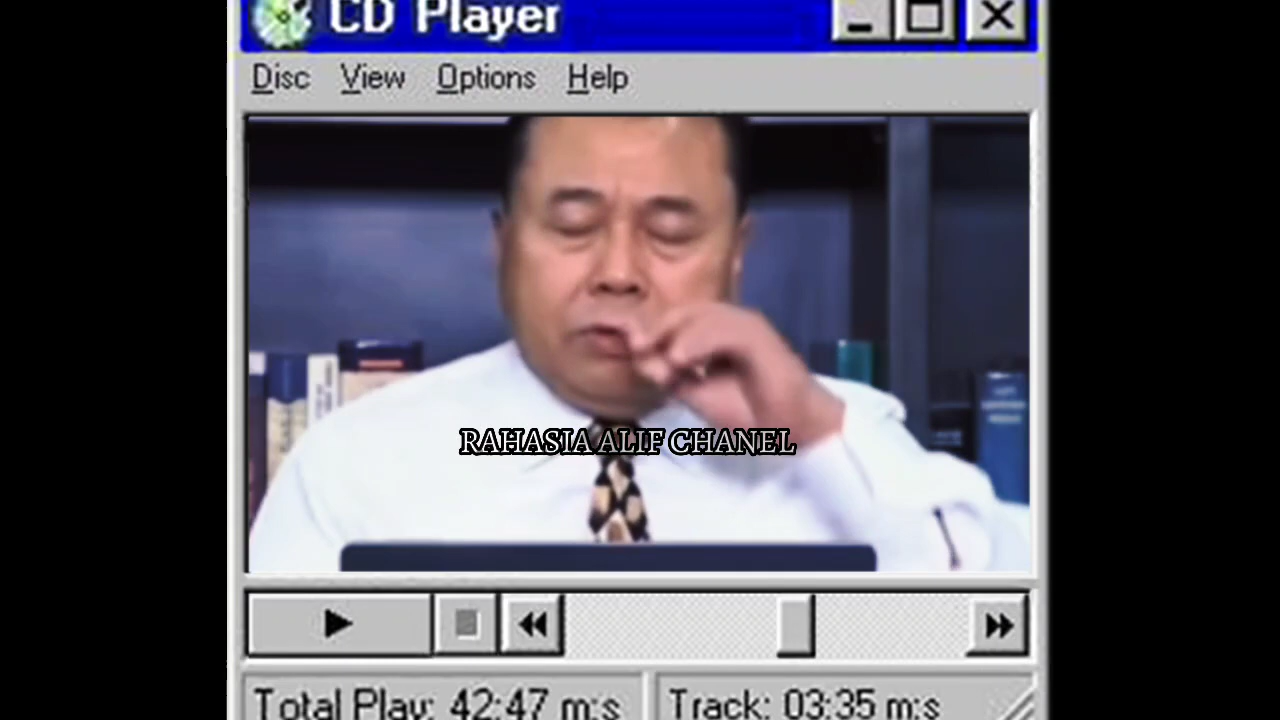 CD Player
Disc View Options Help
RAHASIA ALIF CHANEL
Total Play: 42:47 m:s Track: 03:35 m:s